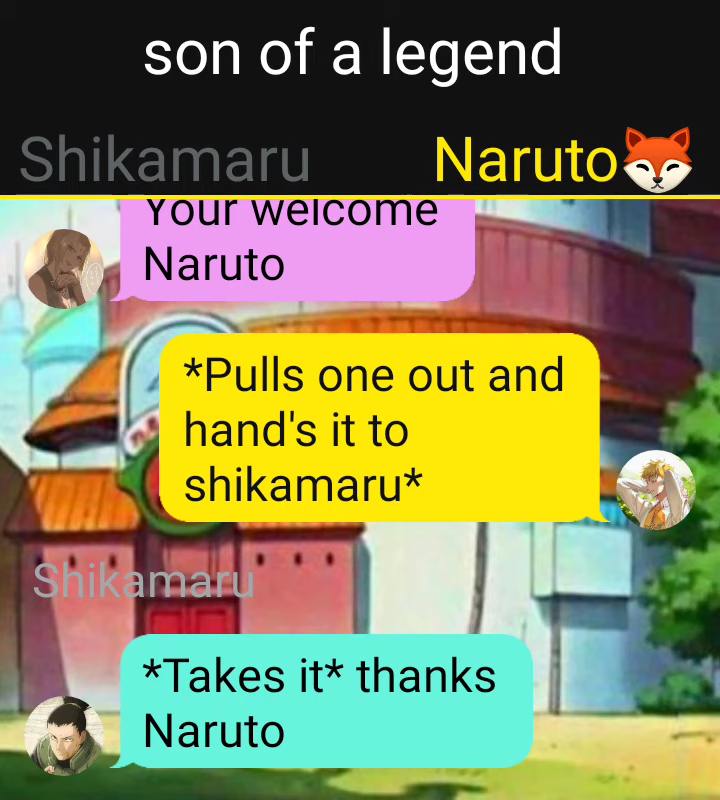 son of a legend
Shikamaru Naruto🦊
Your welcome
Naruto
*Pulls one out and
hand's it to
shikamaru*
Shikamaru
*Takes it* thanks
Naruto